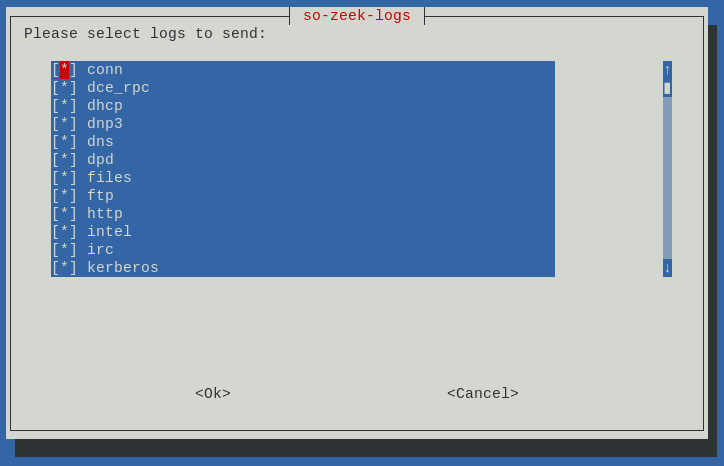 so-zeek-logs
Please select logs to send:
[*] conn
[*] dce_rpc
[*] dhcp
[*] dnp3
[*] dns
[*] dpd
[*] files
[*] ftp
[*] http
[*] intel
[*] irc
[*] kerberos
<Ok> <Cancel>